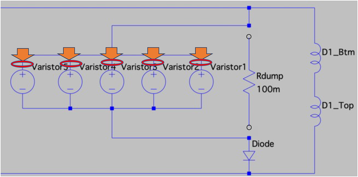 Varistor5 Varistor4 Varistor3 Varistor2 Varistor1
Rdump
100m
D1_Btm
D1_Top
Diode